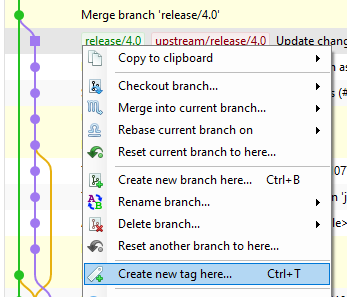 Merge branch 'release/4.0'
release/4.0 upstream/release/4.0 Update chang
Copy to clipboard
Checkout branch...
Merge into current branch...
Rebase current branch on
Reset current branch to here...
Create new branch here... Ctrl+B
07
Rename branch...
Delete branch...
Reset another branch to here...
Create new tag here... Ctrl+T